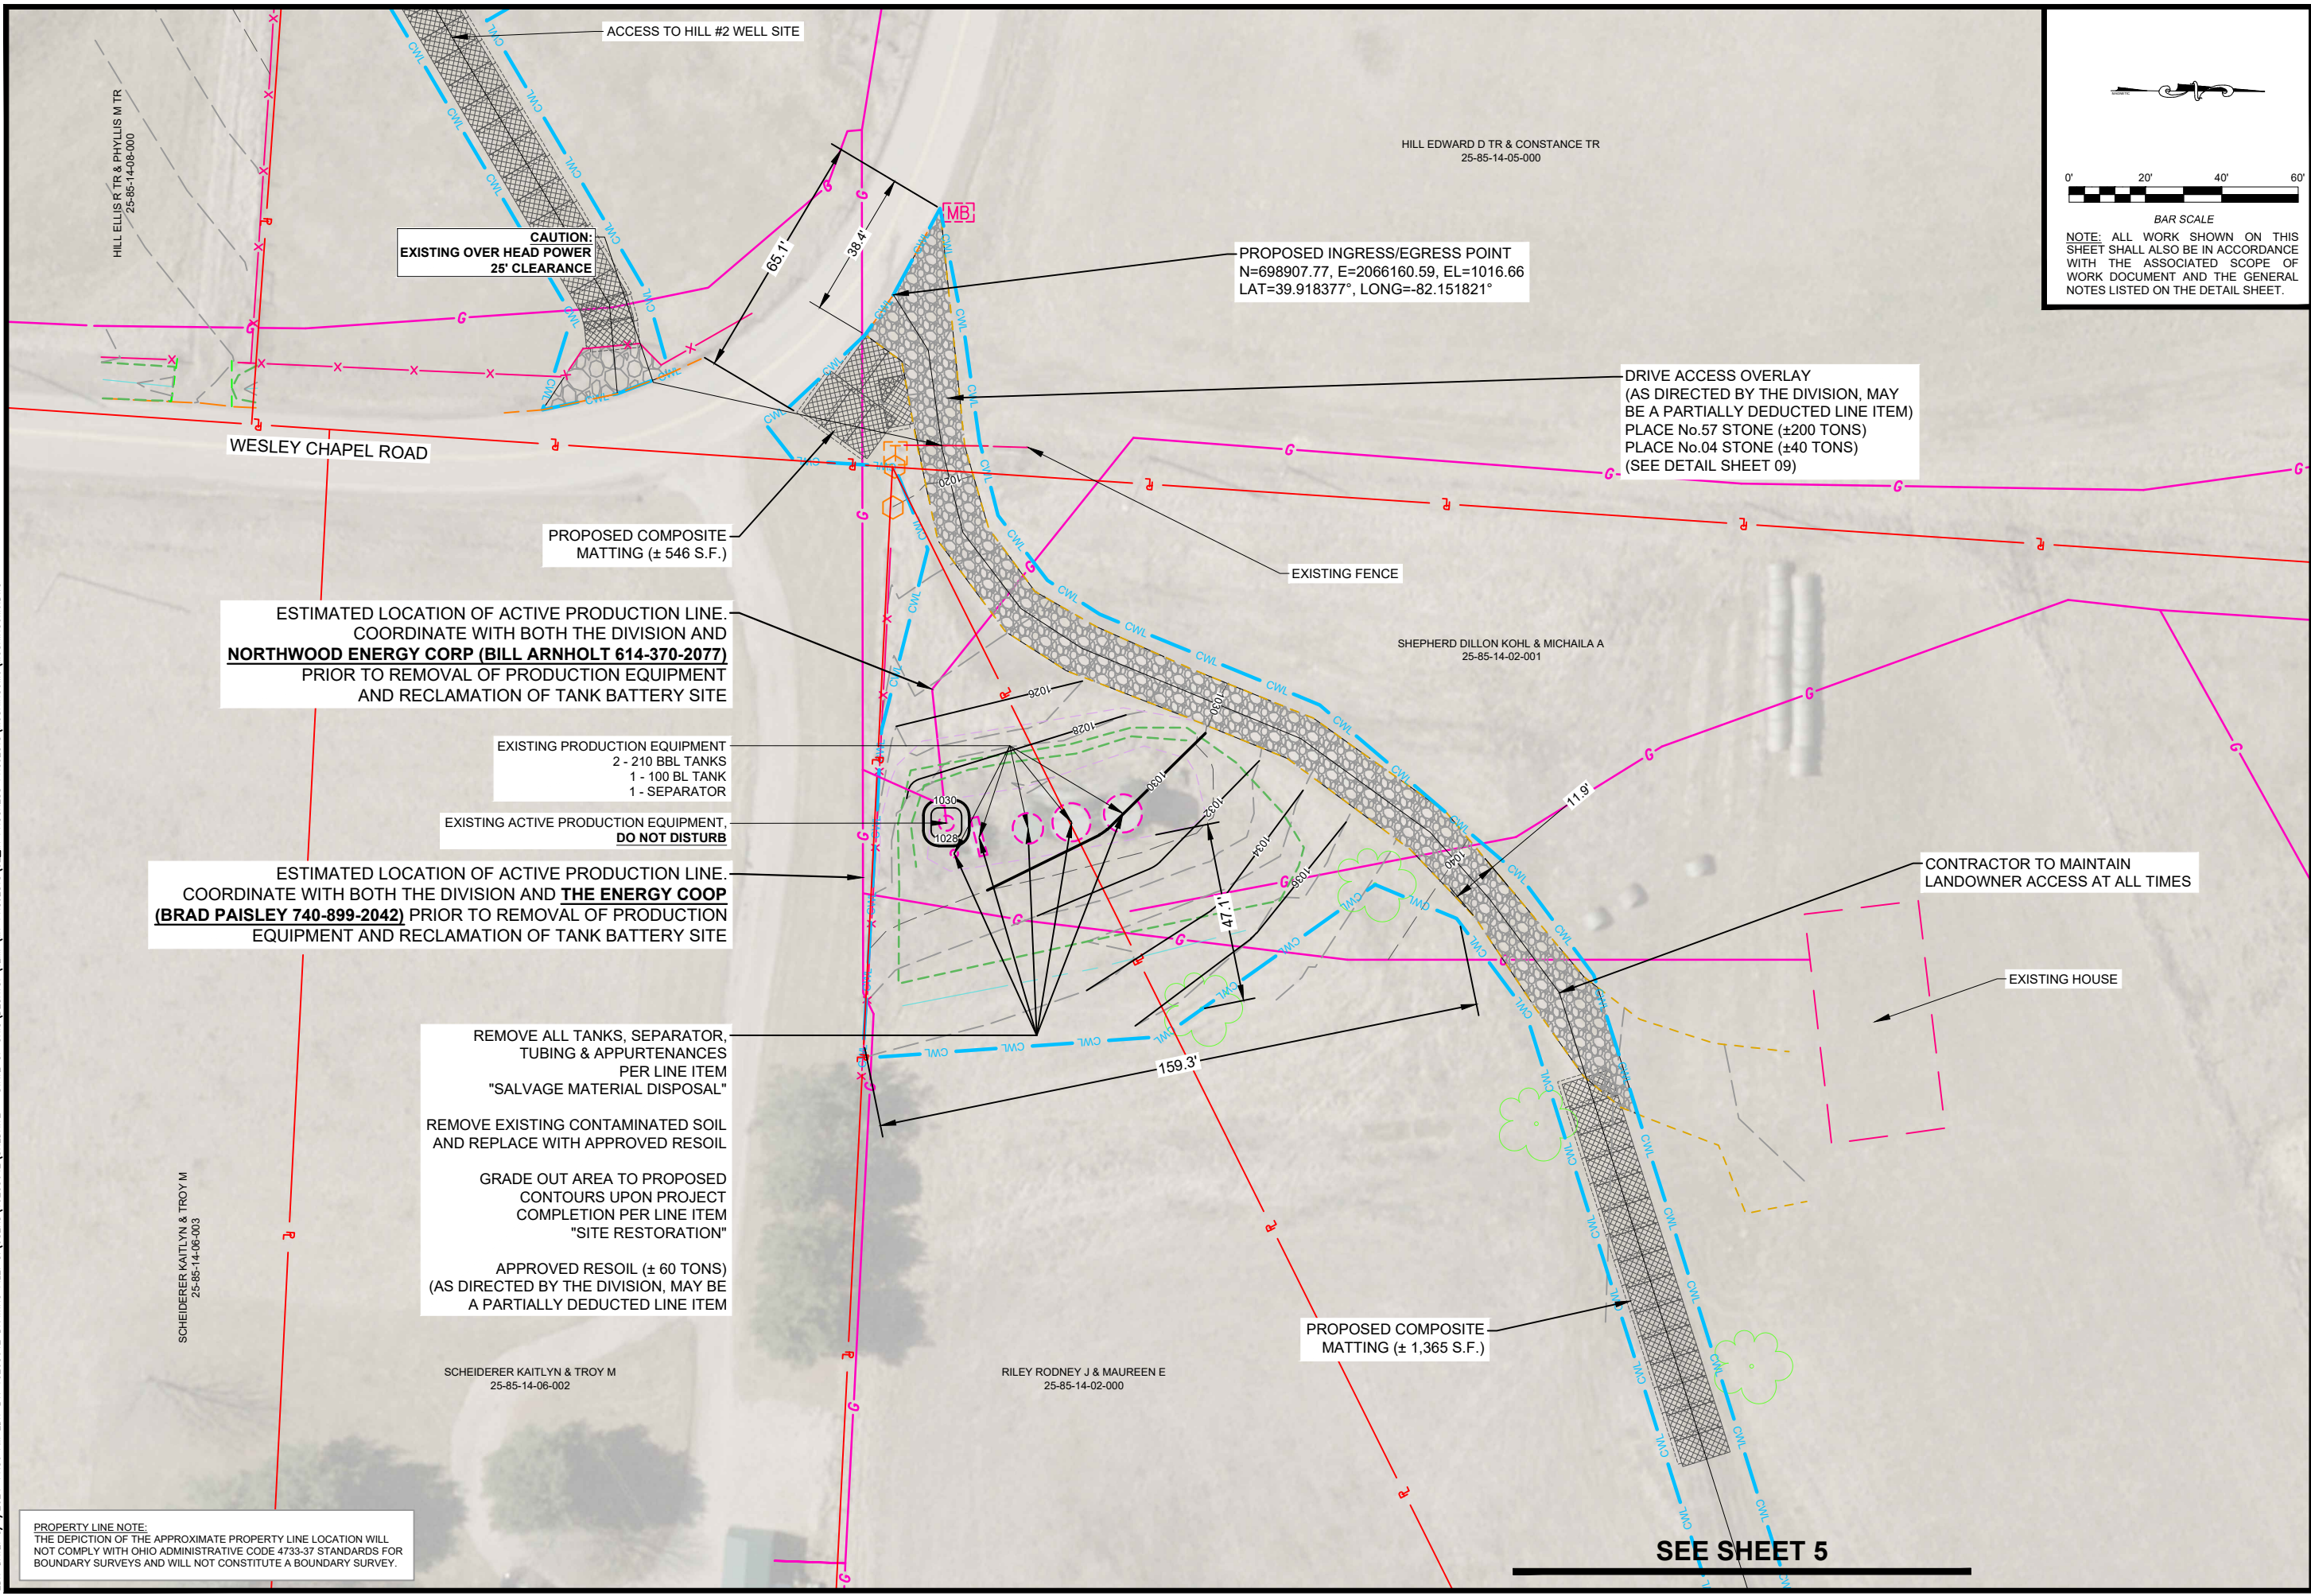 ACCESS TO HILL #2 WELL SITE
HILL ELLIS R TR & PHYLLIS M TR
25-85-14-08-000
CAUTION:
EXISTING OVER HEAD POWER
25' CLEARANCE
65.1'
38.4'
MB
HILL EDWARD D TR & CONSTANCE TR
25-85-14-05-000
0' 20' 40' 60'
BAR SCALE
NOTE: ALL WORK SHOWN ON THIS
SHEET SHALL ALSO BE IN ACCORDANCE
WITH THE ASSOCIATED SCOPE OF
WORK DOCUMENT AND THE GENERAL
NOTES LISTED ON THE DETAIL SHEET.
PROPOSED INGRESS/EGRESS POINT
N=698907.77, E=2066160.59, EL=1016.66
LAT=39.918377°, LONG=-82.151821°
DRIVE ACCESS OVERLAY
(AS DIRECTED BY THE DIVISION, MAY
BE A PARTIALLY DEDUCTED LINE ITEM)
PLACE No.57 STONE (±200 TONS)
PLACE No.04 STONE (±40 TONS)
(SEE DETAIL SHEET 09)
WESLEY CHAPEL ROAD
1020
PROPOSED COMPOSITE
MATTING (± 546 S.F.)
EXISTING FENCE
ESTIMATED LOCATION OF ACTIVE PRODUCTION LINE.
COORDINATE WITH BOTH THE DIVISION AND
NORTHWOOD ENERGY CORP (BILL ARNHOLT 614-370-2077)
PRIOR TO REMOVAL OF PRODUCTION EQUIPMENT
AND RECLAMATION OF TANK BATTERY SITE
SHEPHERD DILLON KOHL & MICHAILA A
25-85-14-02-001
1026
1028
1030
EXISTING PRODUCTION EQUIPMENT
2 - 210 BBL TANKS
1 - 100 BL TANK
1 - SEPARATOR
1030
1028
1030
1032
1034
1036
1040
11.9'
47.1'
EXISTING ACTIVE PRODUCTION EQUIPMENT,
DO NOT DISTURB
ESTIMATED LOCATION OF ACTIVE PRODUCTION LINE.
COORDINATE WITH BOTH THE DIVISION AND THE ENERGY COOP
(BRAD PAISLEY 740-899-2042) PRIOR TO REMOVAL OF PRODUCTION
EQUIPMENT AND RECLAMATION OF TANK BATTERY SITE
CONTRACTOR TO MAINTAIN
LANDOWNER ACCESS AT ALL TIMES
EXISTING HOUSE
159.3'
REMOVE ALL TANKS, SEPARATOR,
TUBING & APPURTENANCES
PER LINE ITEM
"SALVAGE MATERIAL DISPOSAL"
REMOVE EXISTING CONTAMINATED SOIL
AND REPLACE WITH APPROVED RESOIL
GRADE OUT AREA TO PROPOSED
CONTOURS UPON PROJECT
COMPLETION PER LINE ITEM
"SITE RESTORATION"
APPROVED RESOIL (± 60 TONS)
(AS DIRECTED BY THE DIVISION, MAY BE
A PARTIALLY DEDUCTED LINE ITEM
SCHEIDERER KAITLYN & TROY M
25-85-14-06-003
SCHEIDERER KAITLYN & TROY M
25-85-14-06-002
RILEY RODNEY J & MAUREEN E
25-85-14-02-000
PROPOSED COMPOSITE
MATTING (± 1,365 S.F.)
PROPERTY LINE NOTE:
THE DEPICTION OF THE APPROXIMATE PROPERTY LINE LOCATION WILL
NOT COMPLY WITH OHIO ADMINISTRATIVE CODE 4733-37 STANDARDS FOR
BOUNDARY SURVEYS AND WILL NOT CONSTITUTE A BOUNDARY SURVEY.
SEE SHEET 5